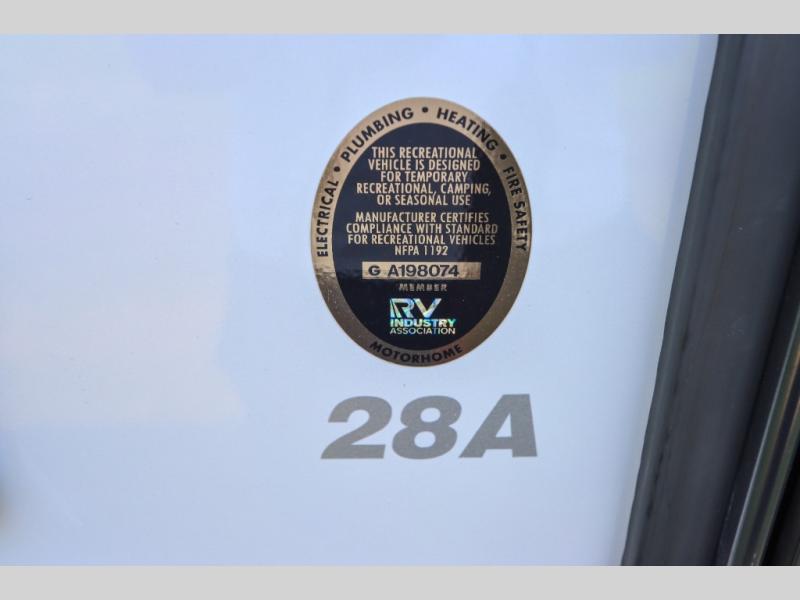 ELECTRICAL • PLUMBING • HEATING • FIRE SAFETY
THIS RECREATIONAL
VEHICLE IS DESIGNED
FOR TEMPORARY
RECREATIONAL, CAMPING,
OR SEASONAL USE
MANUFACTURER CERTIFIES
COMPLIANCE WITH STANDARD
FOR RECREATIONAL VEHICLES
NFPA 1192
G A198074
MEMBER
RV
INDUSTRY
ASSOCIATION
MOTORHOME
28A